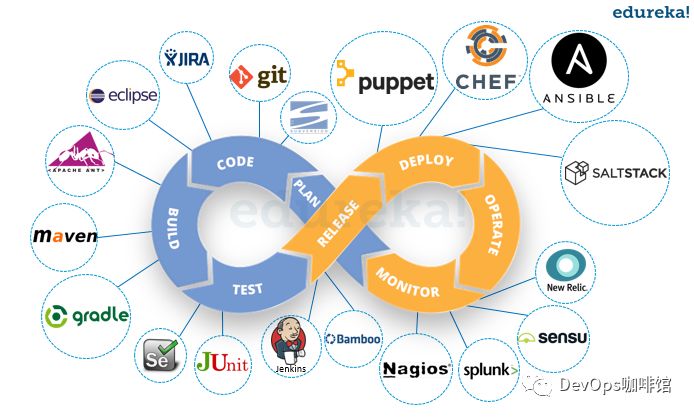 edureka!
JIRA
git
puppet
CHEF
ANSIBLE
eclipse
SUBVERSION
<APACHE ANT>
SALTSTACK
maven
gradle
CODE
PLAN
BUILD
TEST
RELEASE
DEPLOY
OPERATE
MONITOR
edureka!
New Relic.
sensu
Se
JUnit
Jenkins
Bamboo
Nagios®
splunk>
DevOps咖啡馆